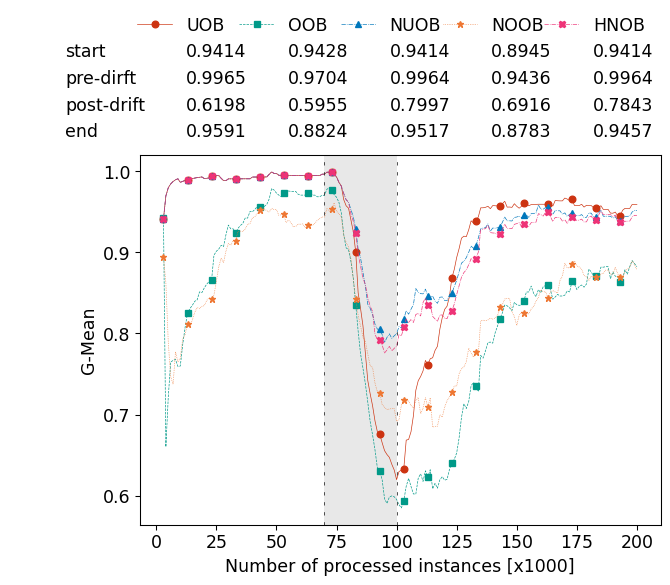 UOB OOB NUOB NOOB HNOB
start 0.9414 0.9428 0.9414 0.8945 0.9414
pre-dirft 0.9965 0.9704 0.9964 0.9436 0.9964
post-drift 0.6198 0.5955 0.7997 0.6916 0.7843
end 0.9591 0.8824 0.9517 0.8783 0.9457
1.0
0.9
0.8
0.7
0.6
G-Mean
0 25 50 75 100 125 150 175 200
Number of processed instances [x1000]